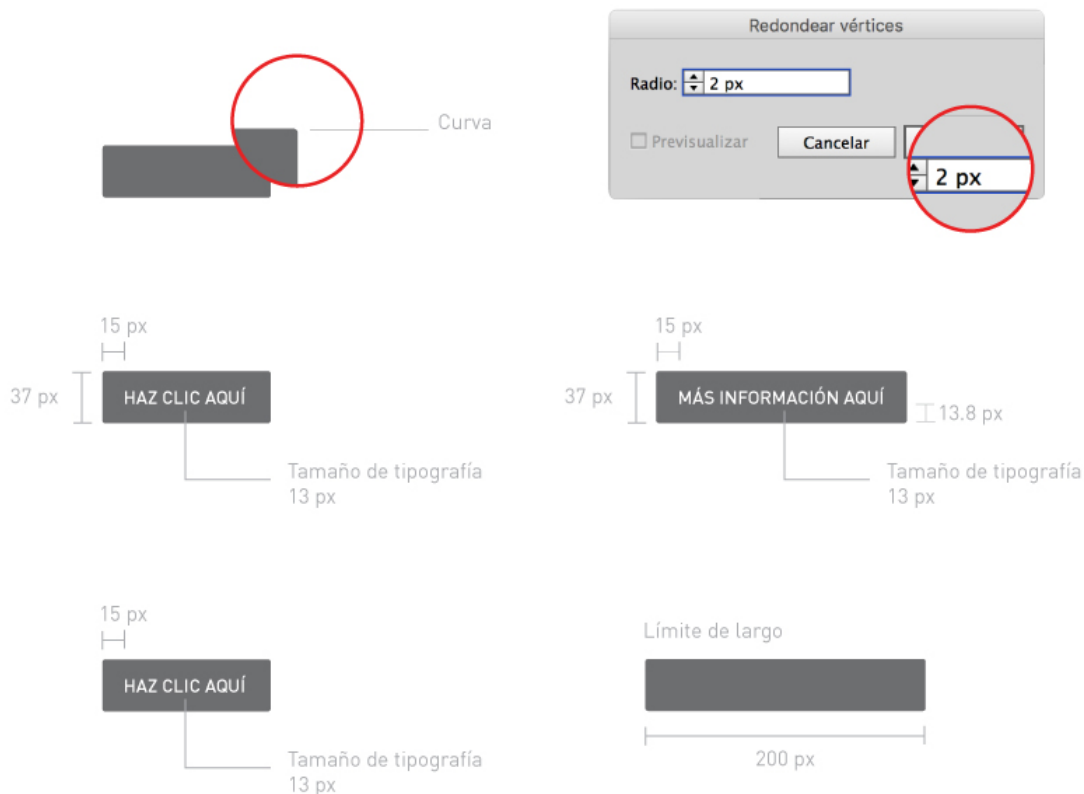 Curva
Redondear vértices
Radio: 2 px
Previsualizar
Cancelar
2 px
15 px
37 px
HAZ CLIC AQUÍ
Tamaño de tipografía
13 px
15 px
37 px
MÁS INFORMACIÓN AQUÍ
13.8 px
Tamaño de tipografía
13 px
15 px
HAZ CLIC AQUÍ
Tamaño de tipografía
13 px
Límite de largo
200 px